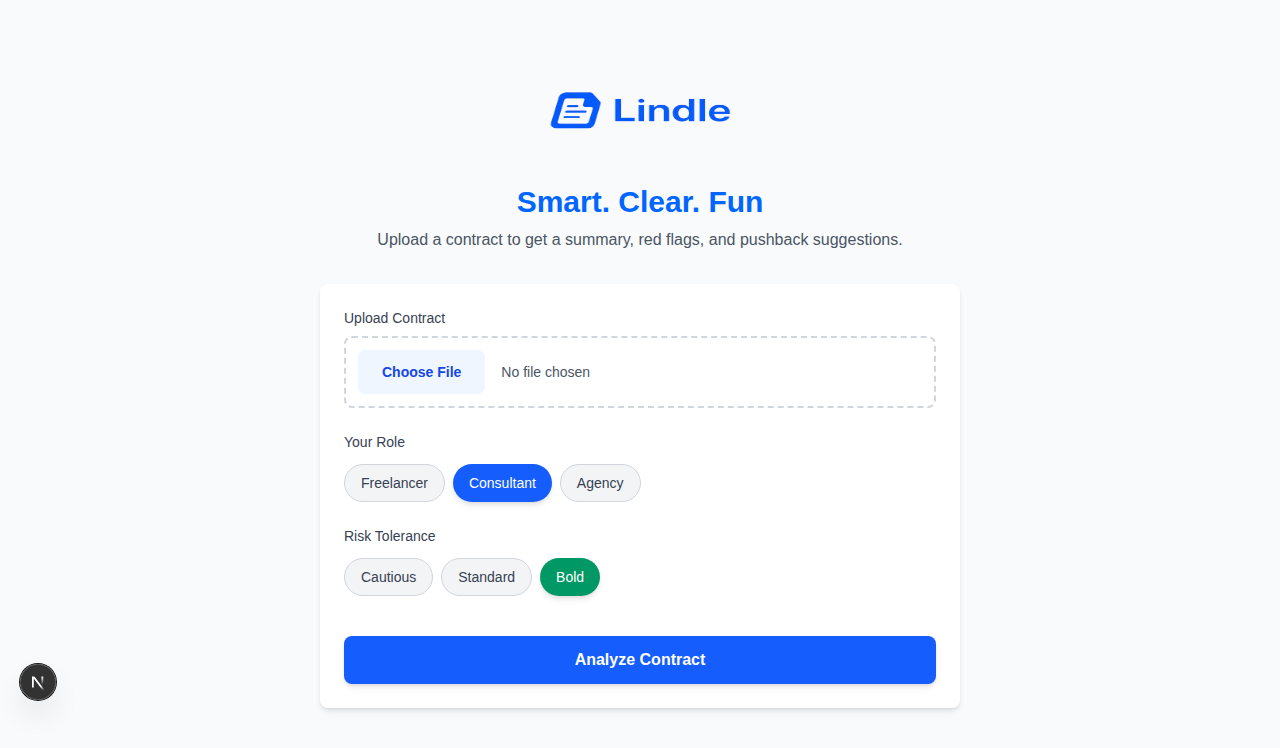 Lindle
Smart. Clear. Fun
Upload a contract to get a summary, red flags, and pushback suggestions.
Upload Contract
Choose File No file chosen
Your Role
Freelancer Consultant Agency
Risk Tolerance
Cautious Standard Bold
Analyze Contract
N